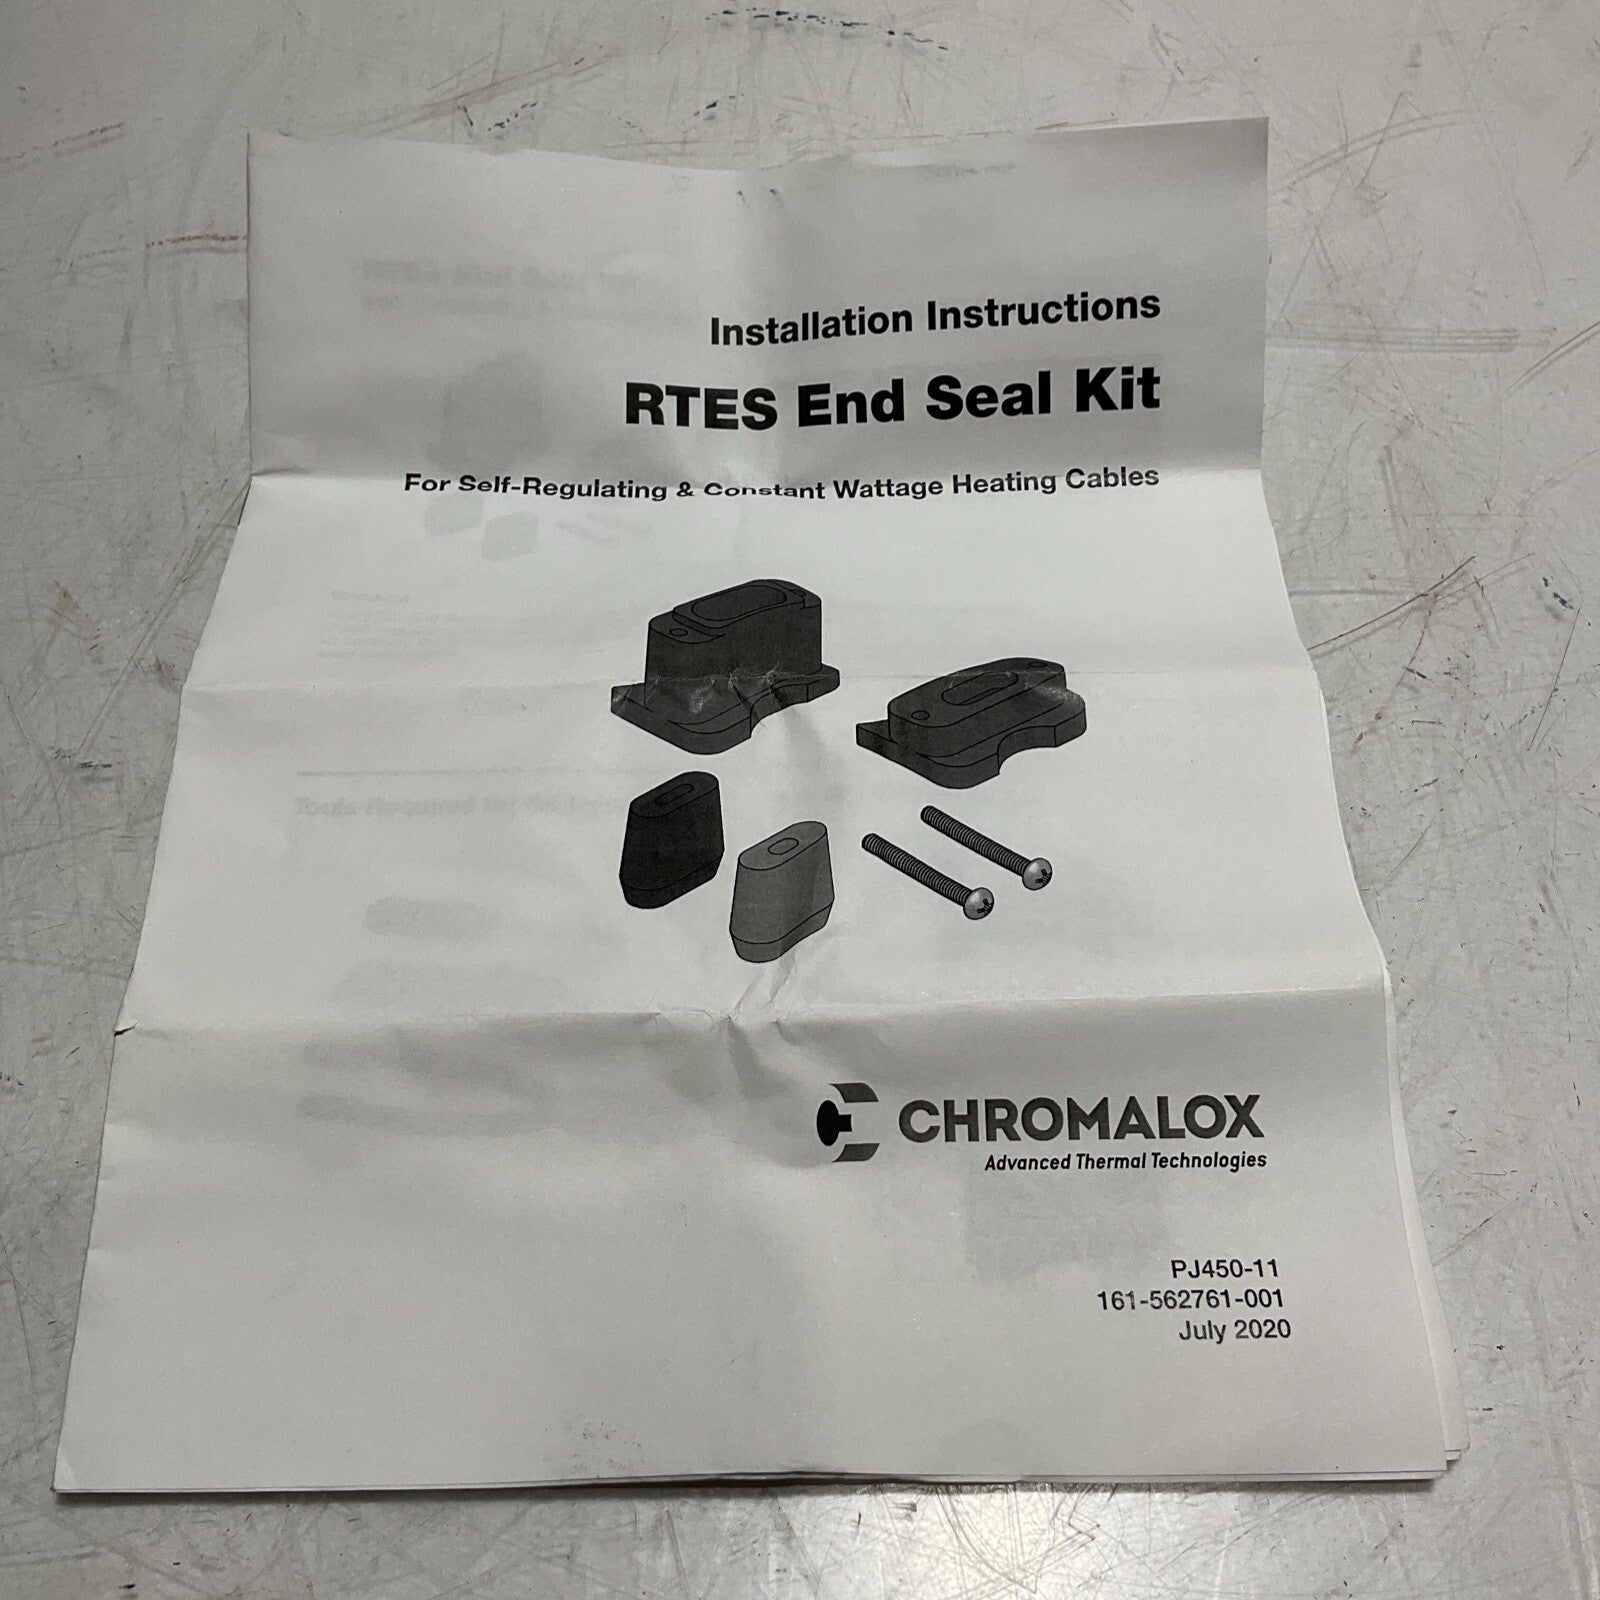 Installation Instructions
RTES End Seal Kit
For Self-Regulating & Constant Wattage Heating Cables
CHROMALOX
Advanced Thermal Technologies
PJ450-11
161-562761-001
July 2020